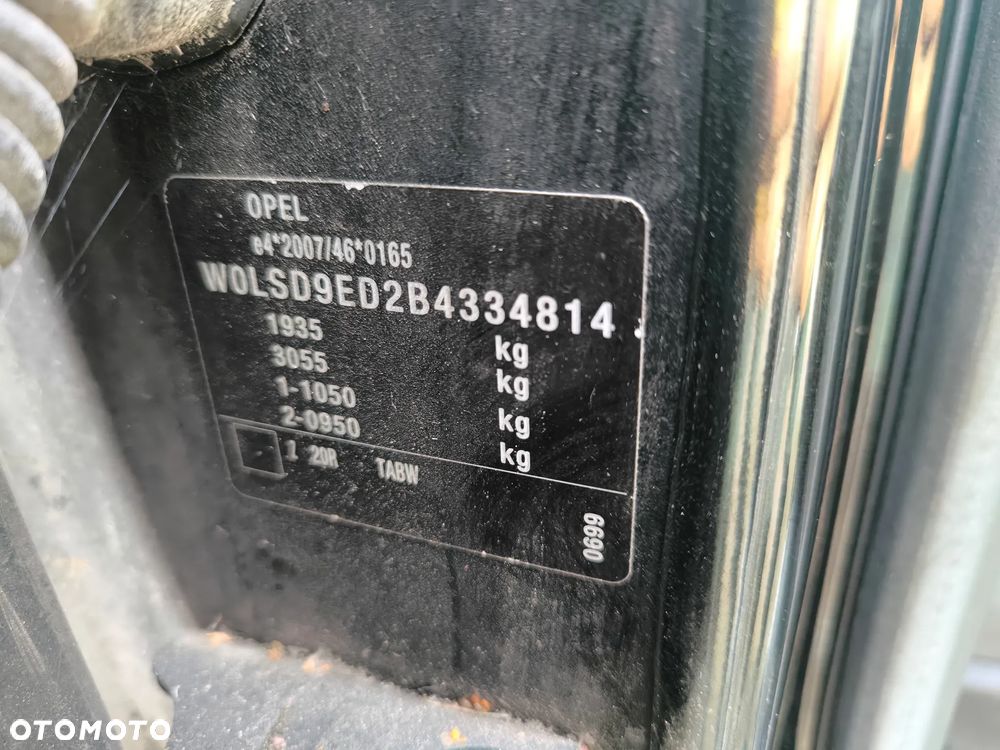 OPEL
e4*2007/46*0165
W0LSD9ED2B4334814
1935 kg
3055 kg
1-1050 kg
2-0950 kg
1 20R TABW
0699
OTOMOTO